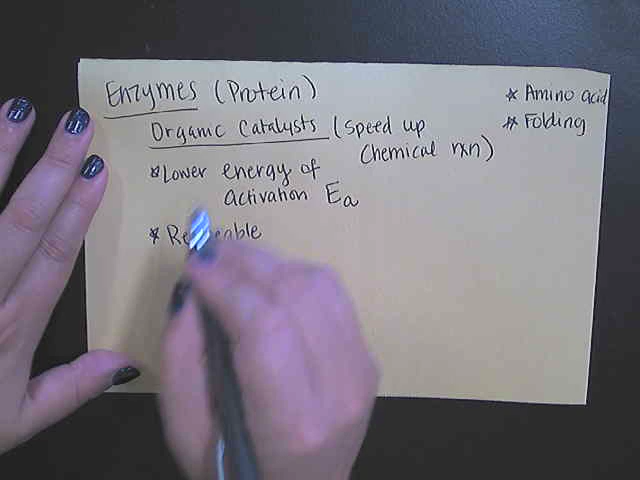 Enzymes (Protein)
* Amino acid
* Folding
Organic Catalysts (Speed up
Chemical rxn)
* Lower energy of
activation Ea
*